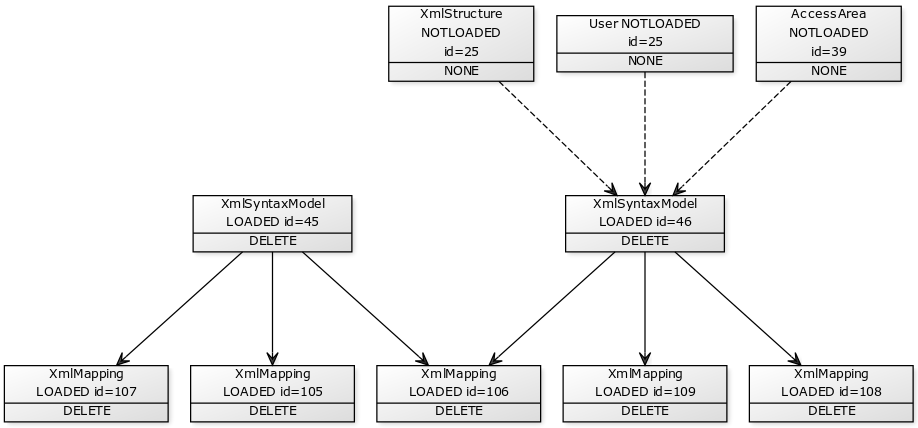 XmlStructure
NOTLOADED
id=25
NONE
User NOTLOADED
id=25
NONE
AccessArea
NOTLOADED
id=39
NONE
XmlSyntaxModel
LOADED id=45
DELETE
XmlSyntaxModel
LOADED id=46
DELETE
XmlMapping
LOADED id=107
DELETE
XmlMapping
LOADED id=105
DELETE
XmlMapping
LOADED id=106
DELETE
XmlMapping
LOADED id=109
DELETE
XmlMapping
LOADED id=108
DELETE